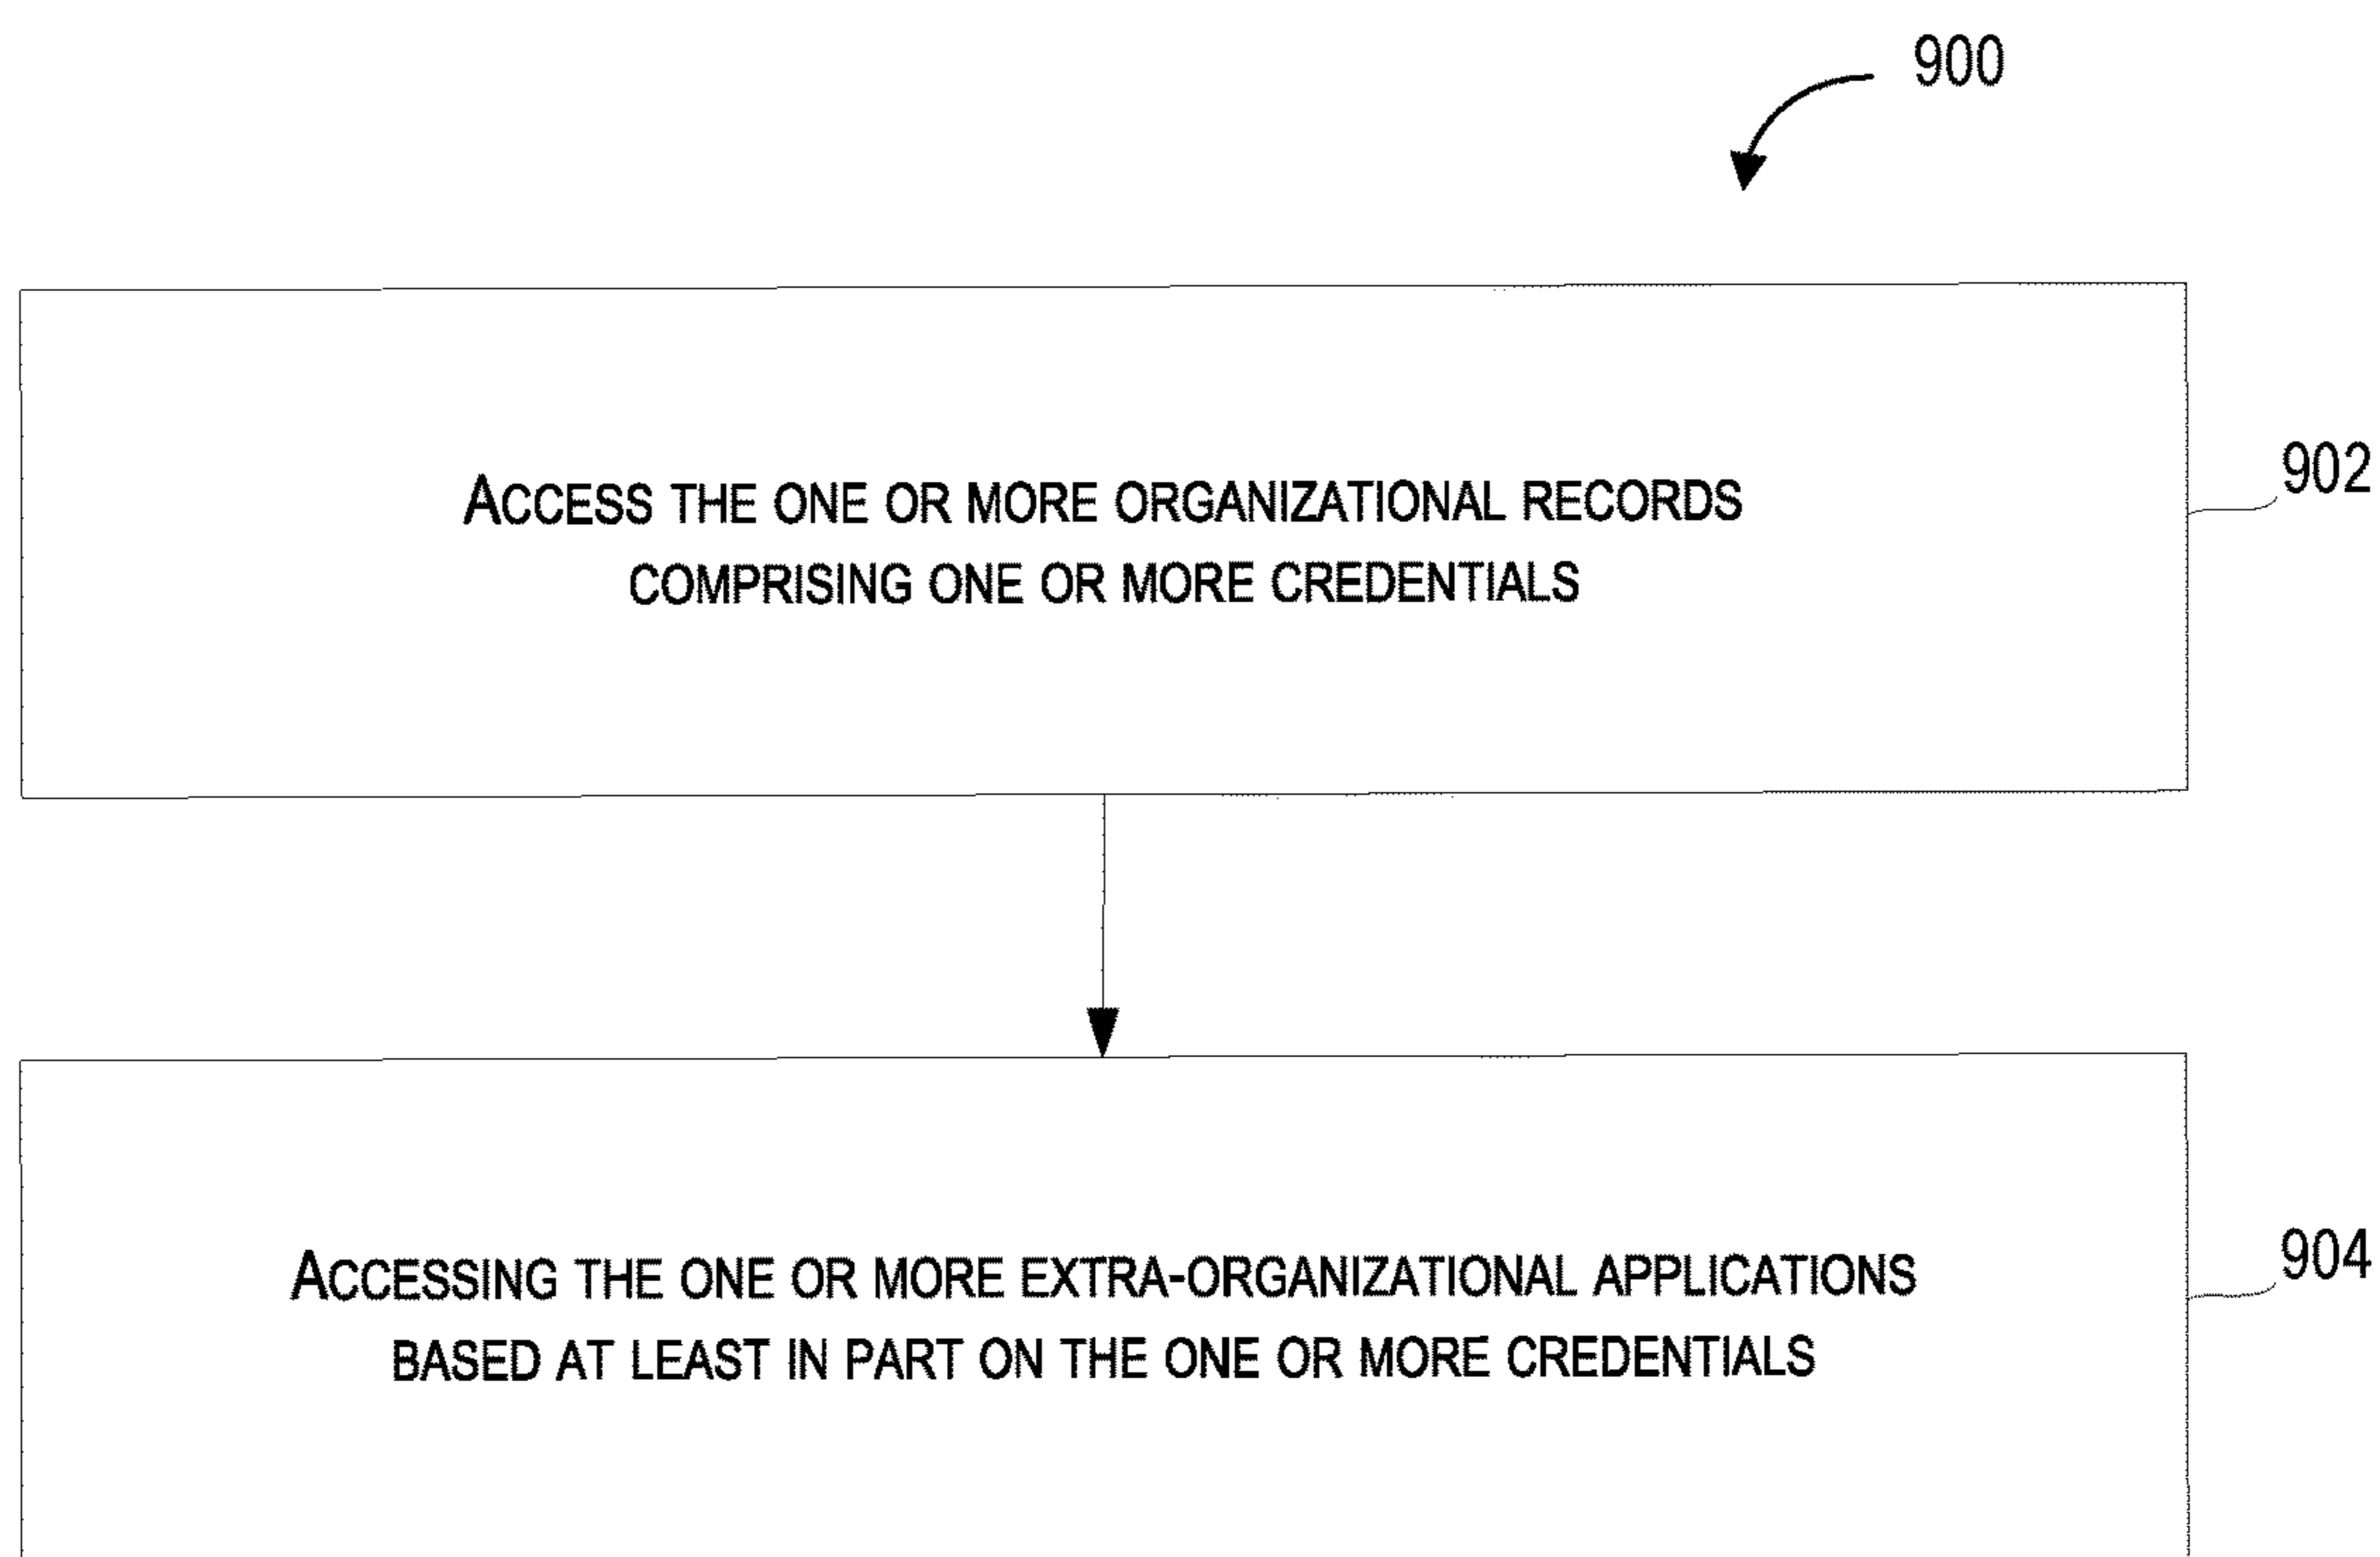 900
ACCESS THE ONE OR MORE ORGANIZATIONAL RECORDS
COMPRISING ONE OR MORE CREDENTIALS
902
ACCESSING THE ONE OR MORE EXTRA-ORGANIZATIONAL APPLICATIONS
BASED AT LEAST IN PART ON THE ONE OR MORE CREDENTIALS
904